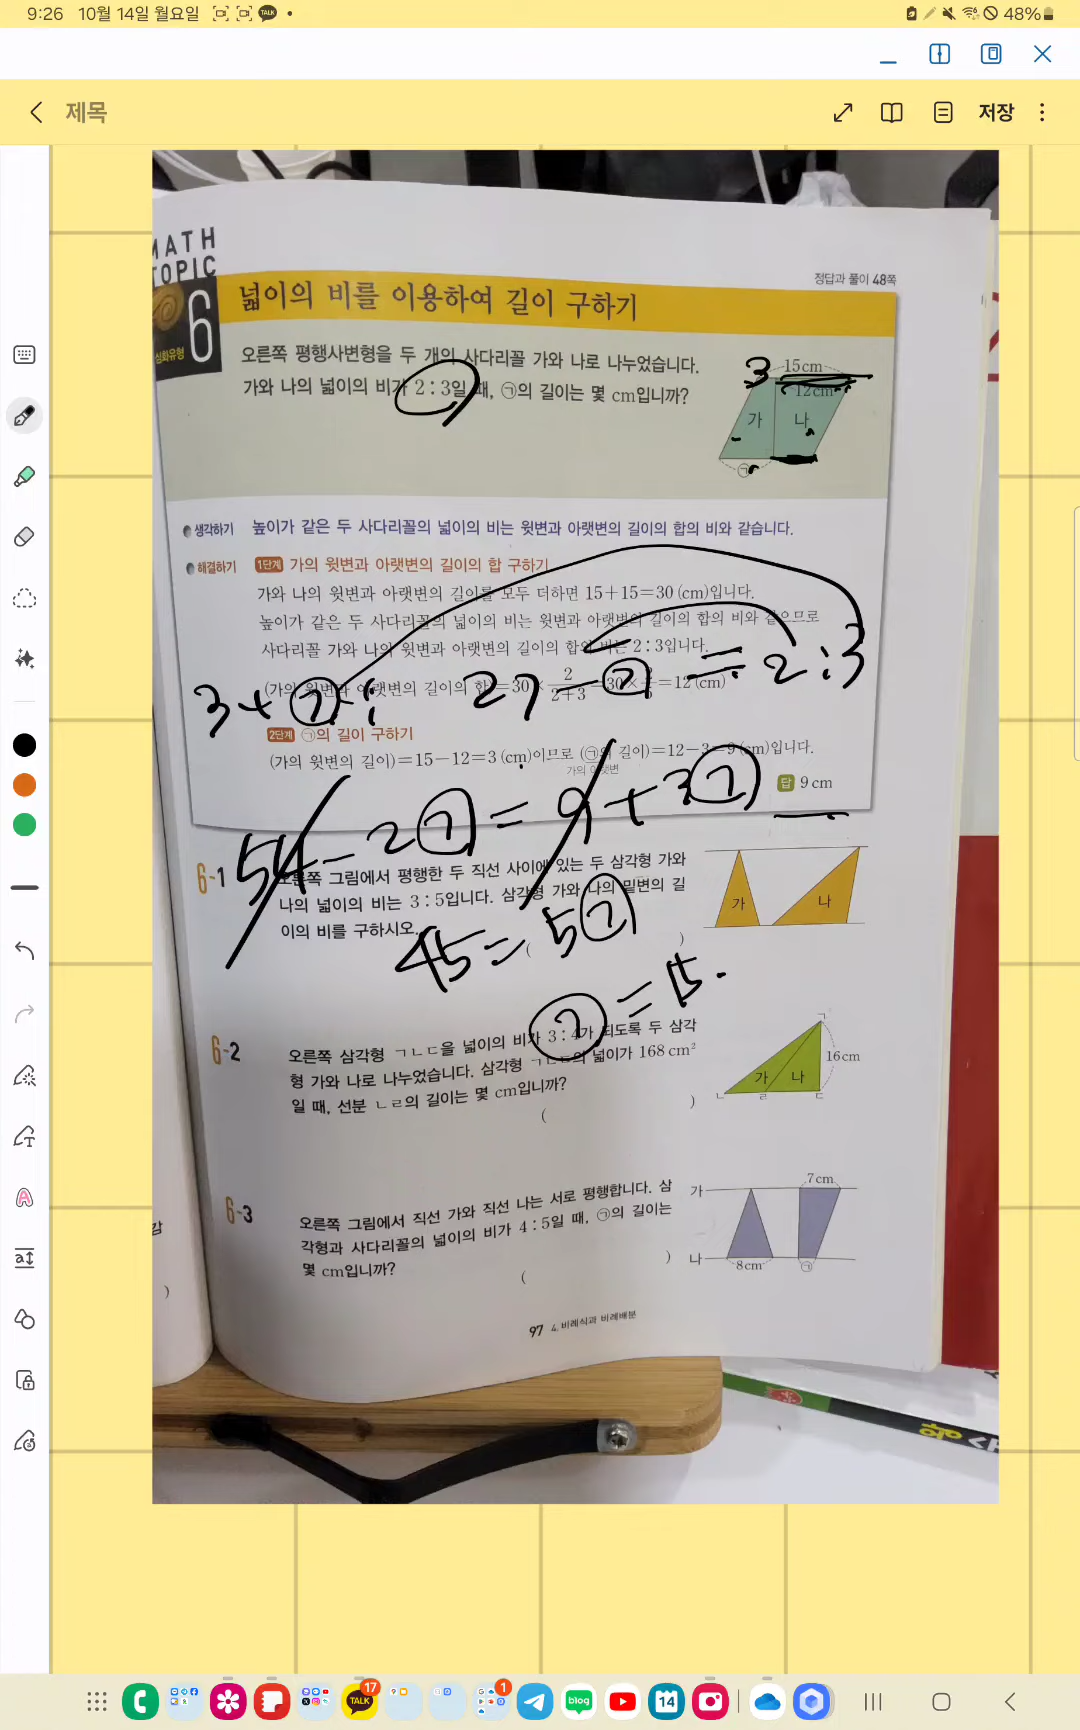 9:26 10월 14일 월요일 TALK • 48%
제목 저장
MATH
TOPIC
정답과 풀이 48쪽
심화유형 6 넓이의 비를 이용하여 길이 구하기
오른쪽 평행사변형을 두 개의 사다리꼴 가와 나로 나누었습니다.
가와 나의 넓이의 비가 2 : 3일 때, ㉠의 길이는 몇 cm입니까?
3 15cm
12cm
가 나
㉠
생각하기 높이가 같은 두 사다리꼴의 넓이의 비는 윗변과 아랫변의 길이의 합의 비와 같습니다.
해결하기 1단계 가의 윗변과 아랫변의 길이의 합 구하기
가와 나의 윗변과 아랫변의 길이를 모두 더하면 15+15=30 (cm)입니다.
높이가 같은 두 사다리꼴의 넓이의 비는 윗변과 아랫변의 길이의 합의 비와 같으므로
사다리꼴 가와 나의 윗변과 아랫변의 길이의 합의 비는 2 : 3입니다.
(가의 윗변과 아랫변의 길이의 합)=30×2/2+3=30×2/5=12 (cm)
3+㉠ : 27-㉠ = 2:3
2단계 ㉠의 길이 구하기
(가의 윗변의 길이)=15-12=3 (cm)이므로 (㉠의 길이)=12-3=9 (cm)입니다.
가의 아랫변
답 9 cm
54-2㉠=9+3㉠
6-1 오른쪽 그림에서 평행한 두 직선 사이에 있는 두 삼각형 가와
나의 넓이의 비는 3 : 5입니다. 삼각형 가와 나의 밑변의 길
이의 비를 구하시오.
( )
가 나
45=5㉠
㉠=15.
6-2 오른쪽 삼각형 ㄱㄴㄷ을 넓이의 비가 3 : 4가 되도록 두 삼각
형 가와 나로 나누었습니다. 삼각형 ㄱㄴㄷ의 넓이가 168 cm²
일 때, 선분 ㄴㄹ의 길이는 몇 cm입니까?
( )
ㄱ
16cm
가 나
ㄴ ㄹ ㄷ
6-3 오른쪽 그림에서 직선 가와 직선 나는 서로 평행합니다. 삼
각형과 사다리꼴의 넓이의 비가 4 : 5일 때, ㉠의 길이는
몇 cm입니까?
( )
7cm
가
나
8cm ㉠
97 4. 비례식과 비례배분
TALK 17 1 blog 14